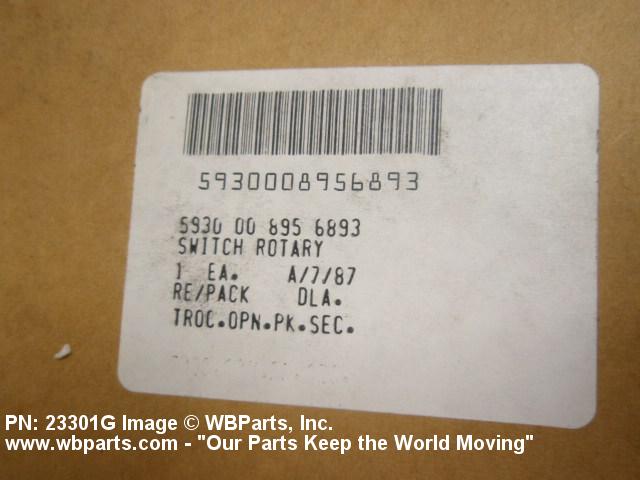 5930008956893
5930 00 895 6893
SWITCH ROTARY
1 EA. A/7/87
RE/PACK DLA.
TROC.OPN.PK.SEC.
PN: 23301G Image © WBParts, Inc.
www.wbparts.com - "Our Parts Keep the World Moving"